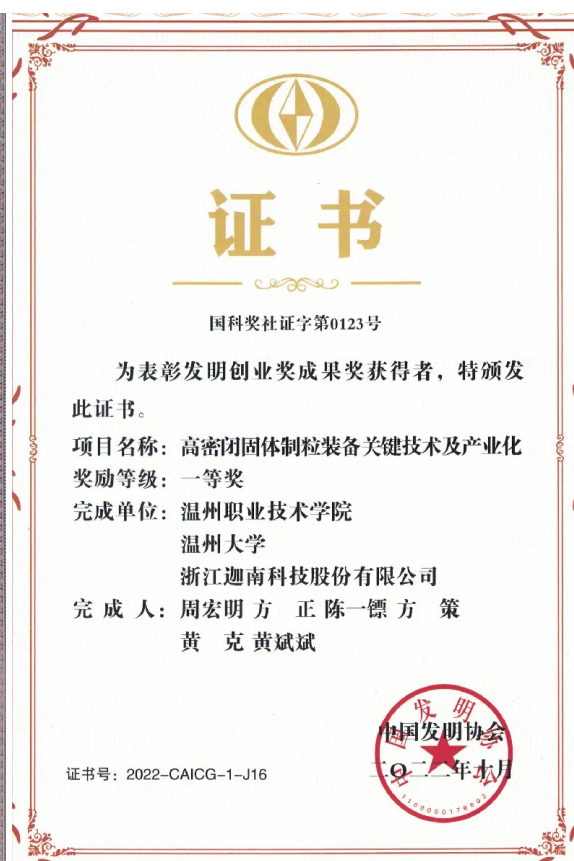 证书
国科奖社证字第0123号
为表彰发明创业奖成果奖获得者，特颁发
此证书。
项目名称：高密闭固体制粒装备关键技术及产业化
奖励等级：一等奖
完成单位：温州职业技术学院
温州大学
浙江迦南科技股份有限公司
完 成 人：周宏明 方　正 陈一镖 方　策
黄　克 黄斌斌
中国发明协会
二〇二二年十月
中国发明协会
证书号：2022-CAICG-1-J16